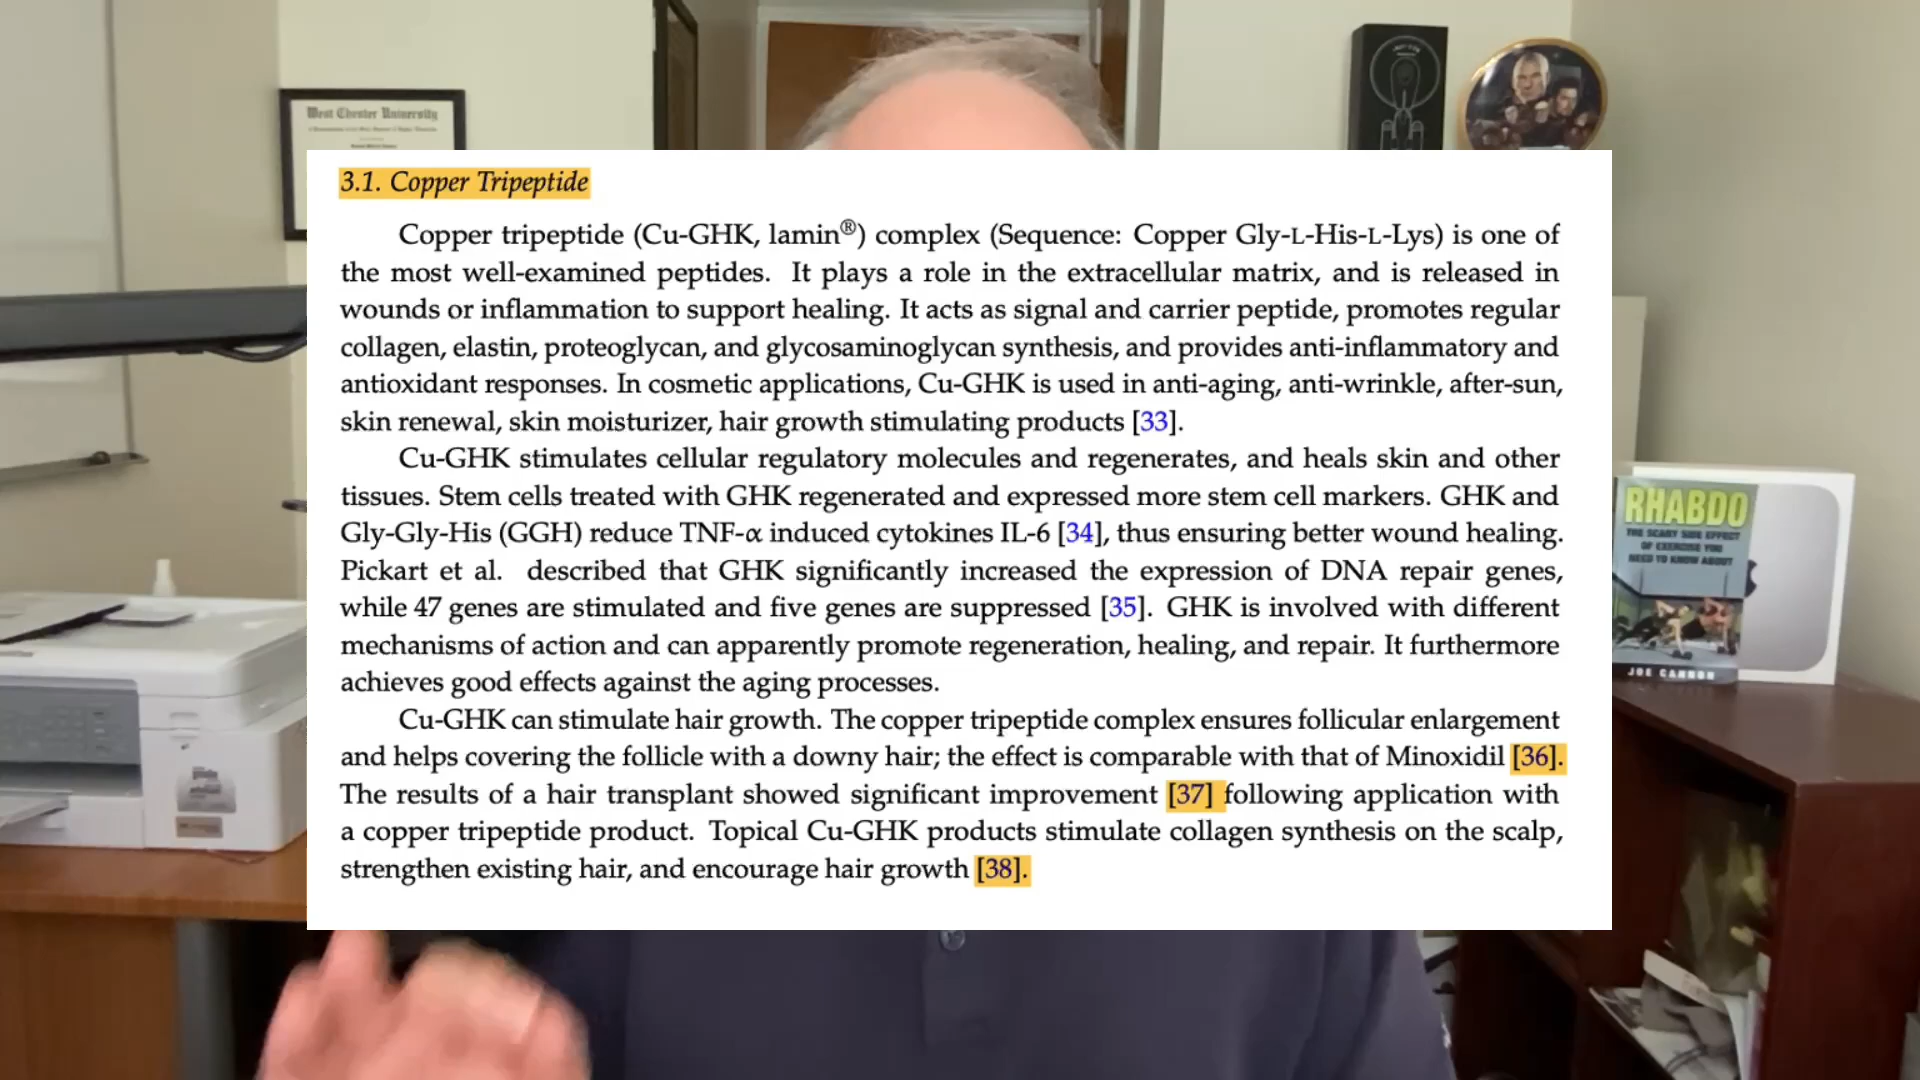 West Chester University
3.1. Copper Tripeptide
Copper tripeptide (Cu-GHK, lamin®) complex (Sequence: Copper Gly-L-His-L-Lys) is one of
the most well-examined peptides. It plays a role in the extracellular matrix, and is released in
wounds or inflammation to support healing. It acts as signal and carrier peptide, promotes regular
collagen, elastin, proteoglycan, and glycosaminoglycan synthesis, and provides anti-inflammatory and
antioxidant responses. In cosmetic applications, Cu-GHK is used in anti-aging, anti-wrinkle, after-sun,
skin renewal, skin moisturizer, hair growth stimulating products [33].
Cu-GHK stimulates cellular regulatory molecules and regenerates, and heals skin and other
tissues. Stem cells treated with GHK regenerated and expressed more stem cell markers. GHK and
Gly-Gly-His (GGH) reduce TNF-α induced cytokines IL-6 [34], thus ensuring better wound healing.
Pickart et al. described that GHK significantly increased the expression of DNA repair genes,
while 47 genes are stimulated and five genes are suppressed [35]. GHK is involved with different
mechanisms of action and can apparently promote regeneration, healing, and repair. It furthermore
achieves good effects against the aging processes.
Cu-GHK can stimulate hair growth. The copper tripeptide complex ensures follicular enlargement
and helps covering the follicle with a downy hair; the effect is comparable with that of Minoxidil [36].
The results of a hair transplant showed significant improvement [37] following application with
a copper tripeptide product. Topical Cu-GHK products stimulate collagen synthesis on the scalp,
strengthen existing hair, and encourage hair growth [38].
RHABDO
THE SCARY SIDE EFFECT
OF EXERCISE YOU
NEED TO KNOW ABOUT
JOE CANNON